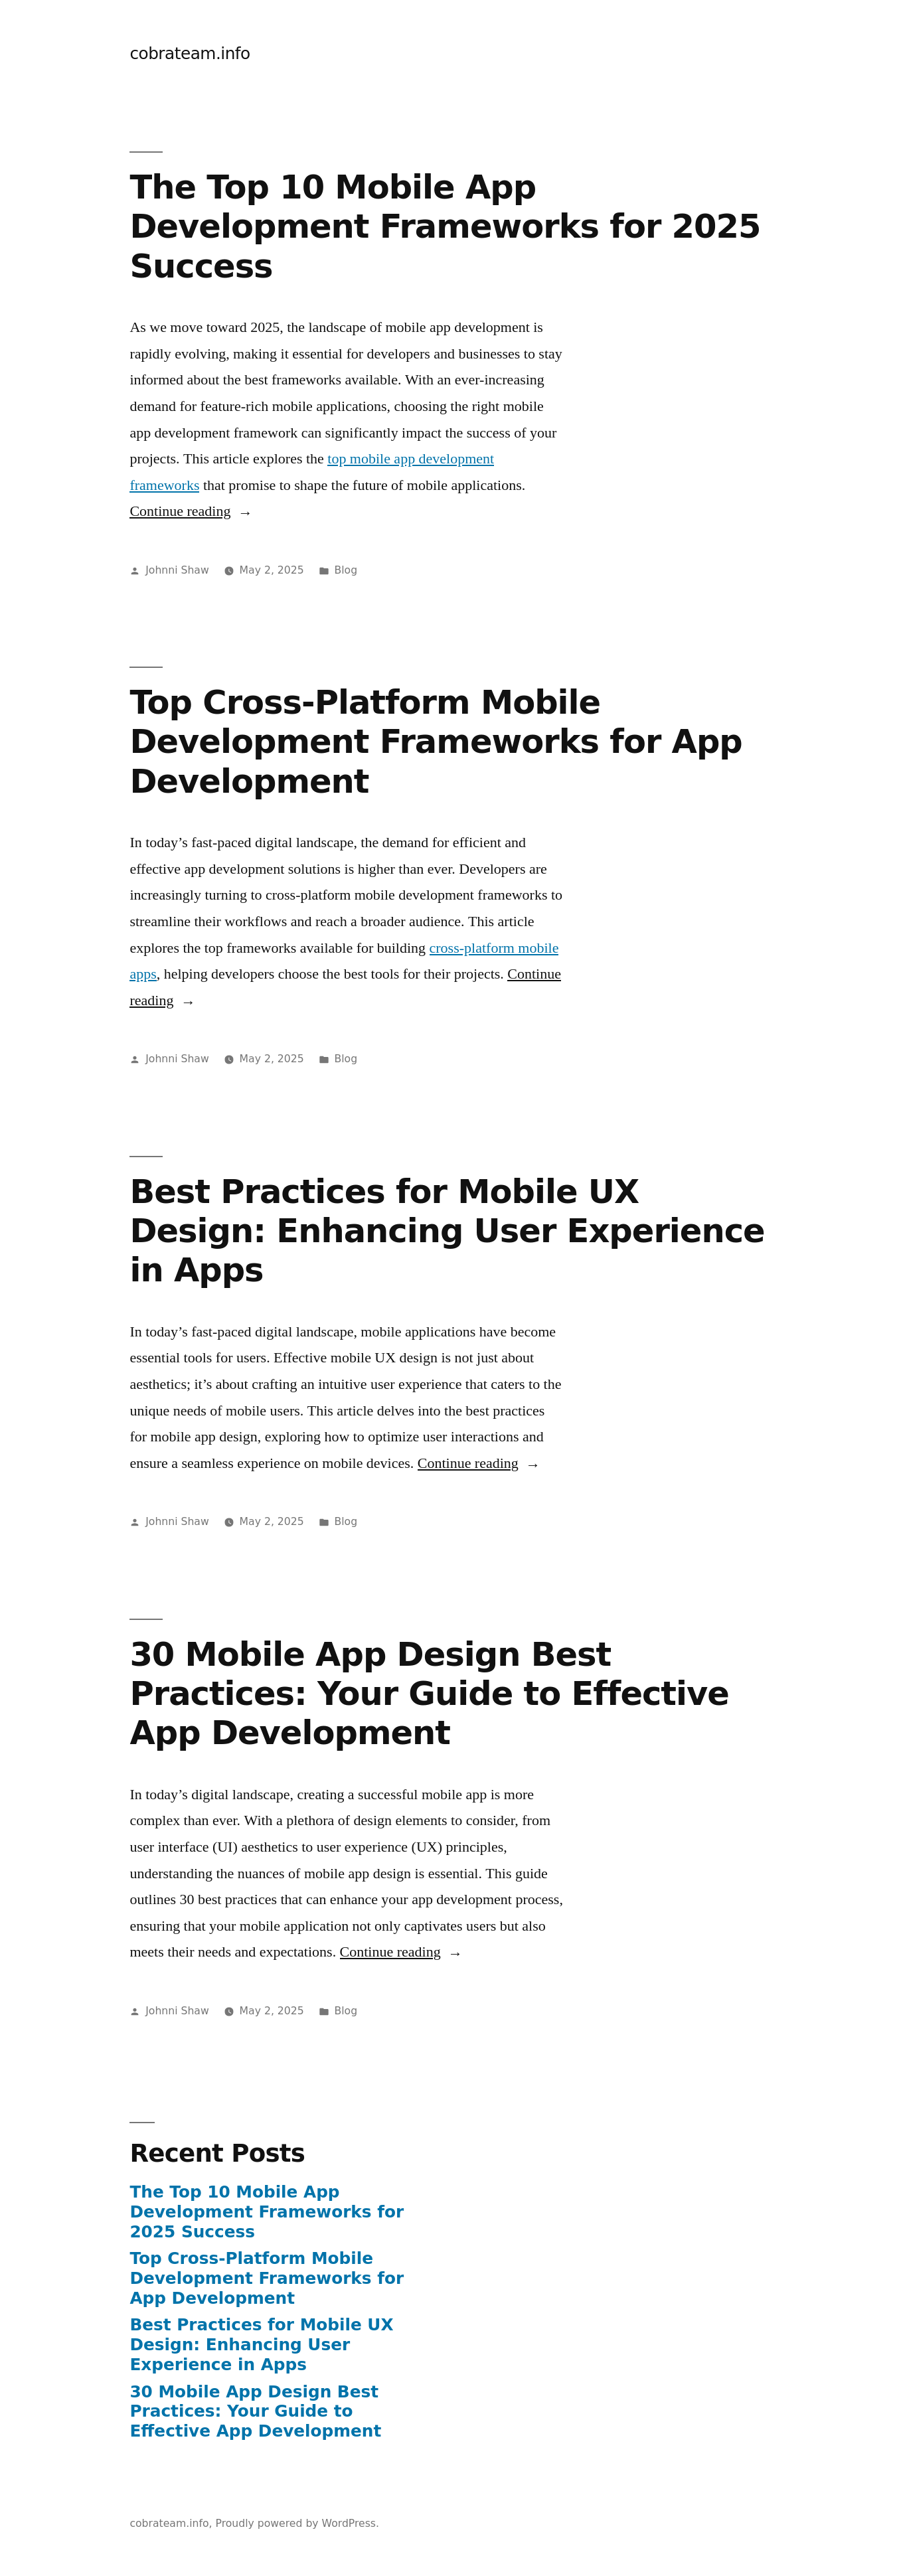 cobrateam.info
The Top 10 Mobile App
Development Frameworks for 2025
Success
As we move toward 2025, the landscape of mobile app development is
rapidly evolving, making it essential for developers and businesses to stay
informed about the best frameworks available. With an ever-increasing
demand for feature-rich mobile applications, choosing the right mobile
app development framework can significantly impact the success of your
projects. This article explores the top mobile app development
frameworks that promise to shape the future of mobile applications.
Continue reading →
Johnni Shaw May 2, 2025 Blog
Top Cross-Platform Mobile
Development Frameworks for App
Development
In today’s fast-paced digital landscape, the demand for efficient and
effective app development solutions is higher than ever. Developers are
increasingly turning to cross-platform mobile development frameworks to
streamline their workflows and reach a broader audience. This article
explores the top frameworks available for building cross-platform mobile
apps, helping developers choose the best tools for their projects. Continue
reading →
Johnni Shaw May 2, 2025 Blog
Best Practices for Mobile UX
Design: Enhancing User Experience
in Apps
In today’s fast-paced digital landscape, mobile applications have become
essential tools for users. Effective mobile UX design is not just about
aesthetics; it’s about crafting an intuitive user experience that caters to the
unique needs of mobile users. This article delves into the best practices
for mobile app design, exploring how to optimize user interactions and
ensure a seamless experience on mobile devices. Continue reading →
Johnni Shaw May 2, 2025 Blog
30 Mobile App Design Best
Practices: Your Guide to Effective
App Development
In today’s digital landscape, creating a successful mobile app is more
complex than ever. With a plethora of design elements to consider, from
user interface (UI) aesthetics to user experience (UX) principles,
understanding the nuances of mobile app design is essential. This guide
outlines 30 best practices that can enhance your app development process,
ensuring that your mobile application not only captivates users but also
meets their needs and expectations. Continue reading →
Johnni Shaw May 2, 2025 Blog
Recent Posts
The Top 10 Mobile App
Development Frameworks for
2025 Success
Top Cross-Platform Mobile
Development Frameworks for
App Development
Best Practices for Mobile UX
Design: Enhancing User
Experience in Apps
30 Mobile App Design Best
Practices: Your Guide to
Effective App Development
cobrateam.info, Proudly powered by WordPress.